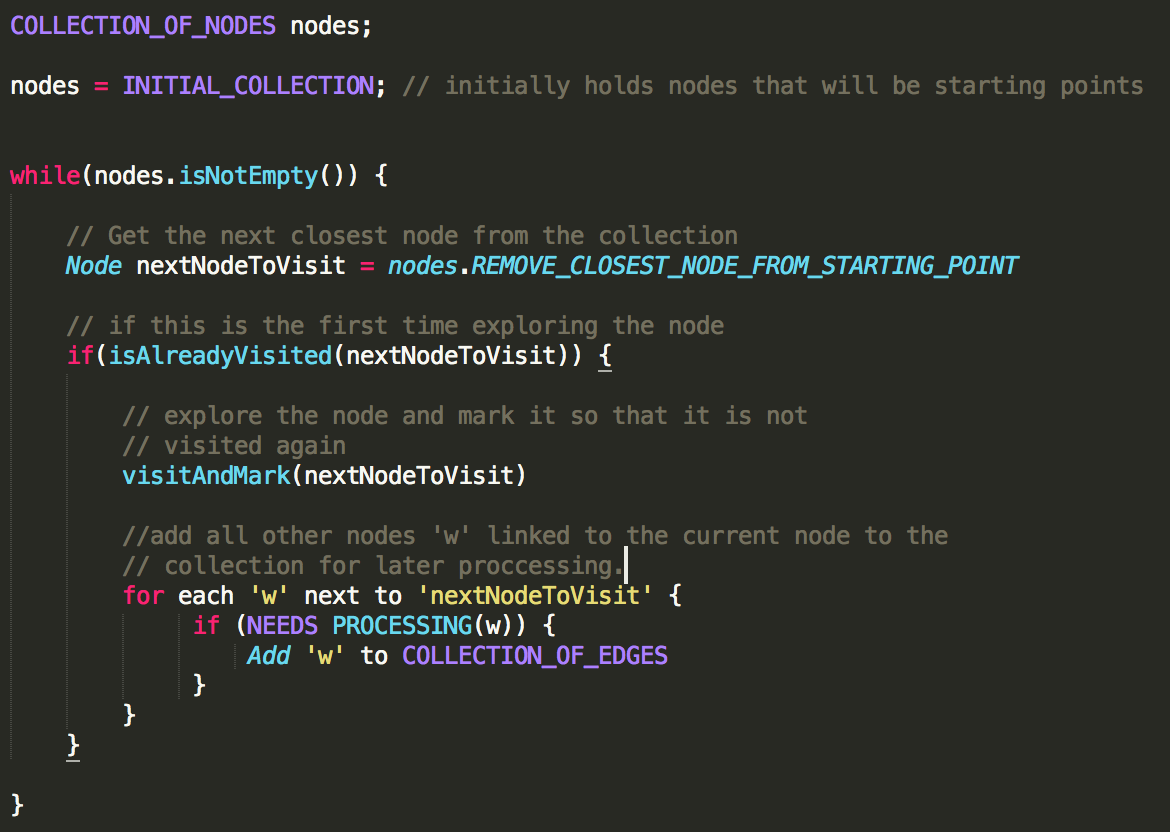 COLLECTION_OF_NODES nodes;
nodes = INITIAL_COLLECTION; // initially holds nodes that will be starting points
while(nodes.isNotEmpty()) {
// Get the next closest node from the collection
Node nextNodeToVisit = nodes.REMOVE_CLOSEST_NODE_FROM_STARTING_POINT
// if this is the first time exploring the node
if(isAlreadyVisited(nextNodeToVisit)) {
// explore the node and mark it so that it is not
// visited again
visitAndMark(nextNodeToVisit)
//add all other nodes 'w' linked to the current node to the
// collection for later proccessing.
for each 'w' next to 'nextNodeToVisit' {
if (NEEDS PROCESSING(w)) {
Add 'w' to COLLECTION_OF_EDGES
}
}
}
}